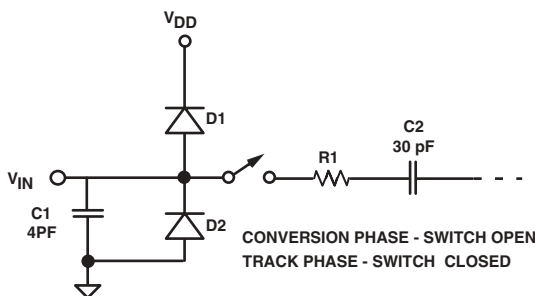 VDD
D1
C2
30 pF
R1
VIN
C1
4PF
D2
CONVERSION PHASE - SWITCH OPEN
TRACK PHASE - SWITCH CLOSED